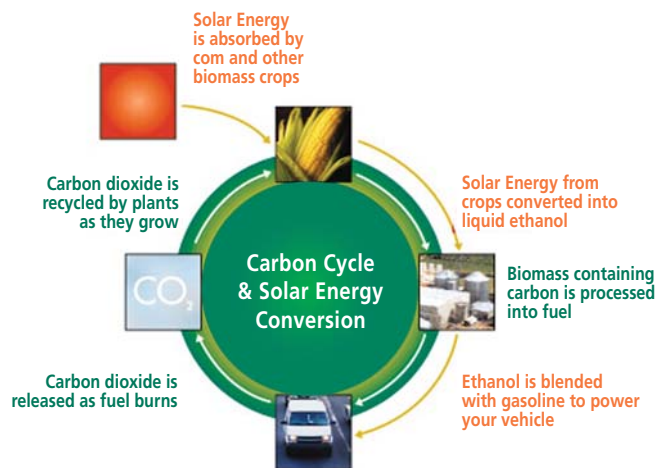 Solar Energy
is absorbed by
com and other
biomass crops
Carbon dioxide is
recycled by plants
as they grow
Solar Energy from
crops converted into
liquid ethanol
Carbon Cycle
& Solar Energy
Conversion
CO2
Biomass containing
carbon is processed
into fuel
Carbon dioxide is
released as fuel burns
Ethanol is blended
with gasoline to power
your vehicle